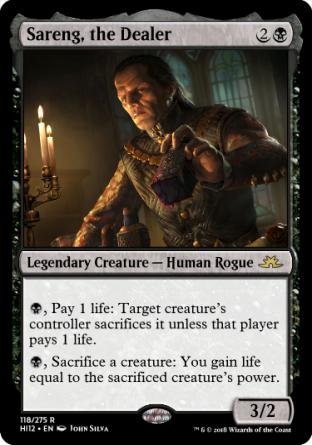 Sareng, the Dealer 2
Legendary Creature — Human Rogue
, Pay 1 life: Target creature's
controller sacrifices it unless that player
pays 1 life.
, Sacrifice a creature: You gain life
equal to the sacrificed creature's power.
3/2
118/275 R
HI12 • EN John Silva
™ & © 2018 Wizards of the Coast